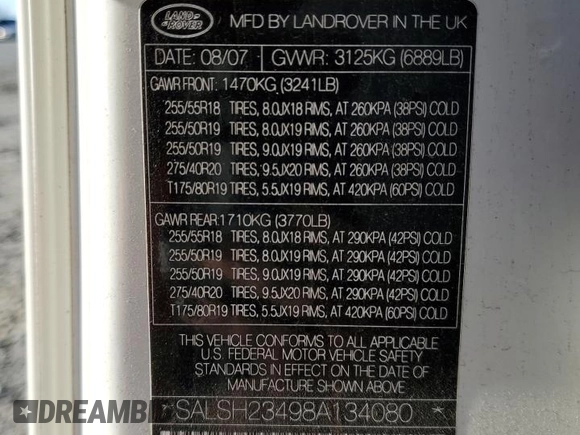 LAND
ROVER
MFD BY LANDROVER IN THE UK
DATE: 08/07 GVWR: 3125KG (6889LB)
GAWR FRONT: 1470KG (3241LB)
255/55R18 TIRES, 8.0JX18 RIMS, AT 260KPA (38PSI) COLD
255/50R19 TIRES, 8.0JX19 RIMS, AT 260KPA (38PSI) COLD
255/50R19 TIRES, 9.0JX19 RIMS, AT 260KPA (38PSI) COLD
275/40R20 TIRES, 9.5JX20 RIMS, AT 260KPA (38PSI) COLD
T175/80R19 TIRES, 5.5JX19 RIMS, AT 420KPA (60PSI) COLD
GAWR REAR: 1710KG (3770LB)
255/55R18 TIRES, 8.0JX18 RIMS, AT 290KPA (42PSI) COLD
255/50R19 TIRES, 8.0JX19 RIMS, AT 290KPA (42PSI) COLD
255/50R19 TIRES, 9.0JX19 RIMS, AT 290KPA (42PSI) COLD
275/40R20 TIRES, 9.5JX20 RIMS, AT 290KPA (42PSI) COLD
T175/80R19 TIRES, 5.5JX19 RIMS, AT 420KPA (60PSI) COLD
THIS VEHICLE CONFORMS TO ALL APPLICABLE
U.S. FEDERAL MOTOR VEHICLE SAFETY
STANDARDS IN EFFECT ON THE DATE OF
MANUFACTURE SHOWN ABOVE
*SALSH23498A134080*